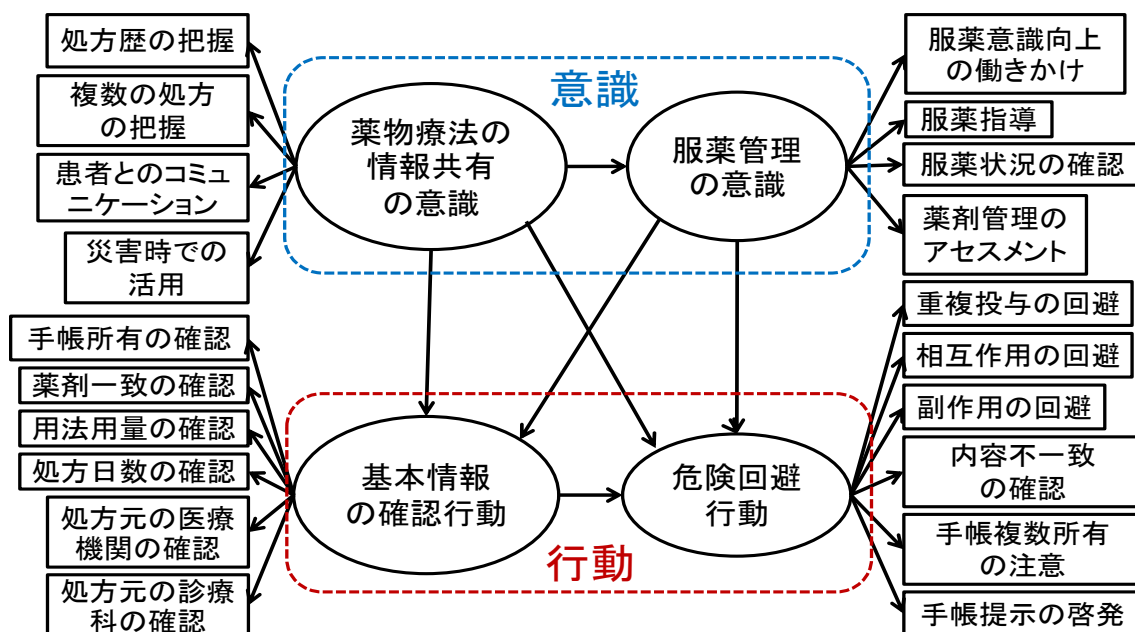 処方歴の把握
複数の処方
の把握
患者とのコミュ
ニケーション
災害時での
活用
意識
薬物療法の
情報共有
の意識
服薬管理
の意識
服薬意識向上
の働きかけ
服薬指導
服薬状況の確認
薬剤管理の
アセスメント
手帳所有の確認
薬剤一致の確認
用法用量の確認
処方日数の確認
処方元の医療
機関の確認
処方元の診療
科の確認
基本情報
の確認行動
危険回避
行動
行動
重複投与の回避
相互作用の回避
副作用の回避
内容不一致
の確認
手帳複数所有
の注意
手帳提示の啓発